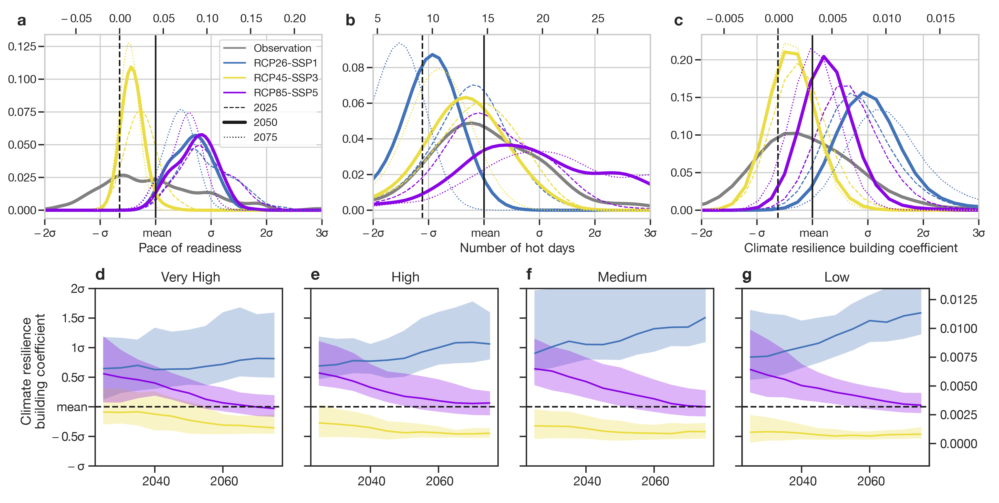 a
− 0.05 0.00 0.05 0.10 0.15 0.20
0.125
0.100
0.075
0.050
0.025
0.000
Observation
RCP26-SSP1
RCP45-SSP3
RCP85-SSP5
2025
2050
2075
− 2σ − σ mean σ 2σ 3σ
Pace of readiness
b
5 10 15 20 25
0.08
0.06
0.04
0.02
0.00
− 2σ − σ mean σ 2σ 3σ
Number of hot days
c
− 0.005 0.000 0.005 0.010 0.015
0.20
0.15
0.10
0.05
0.00
− 2σ − σ mean σ 2σ 3σ
Climate resilience building coefficient
d Very High
Climate resilience
building coefficient
2σ
1.5σ
1σ
0.5σ
mean
− 0.5σ
− σ
2040 2060
e High
2040 2060
f Medium
2040 2060
g Low
0.0125
0.0100
0.0075
0.0050
0.0025
0.0000
2040 2060